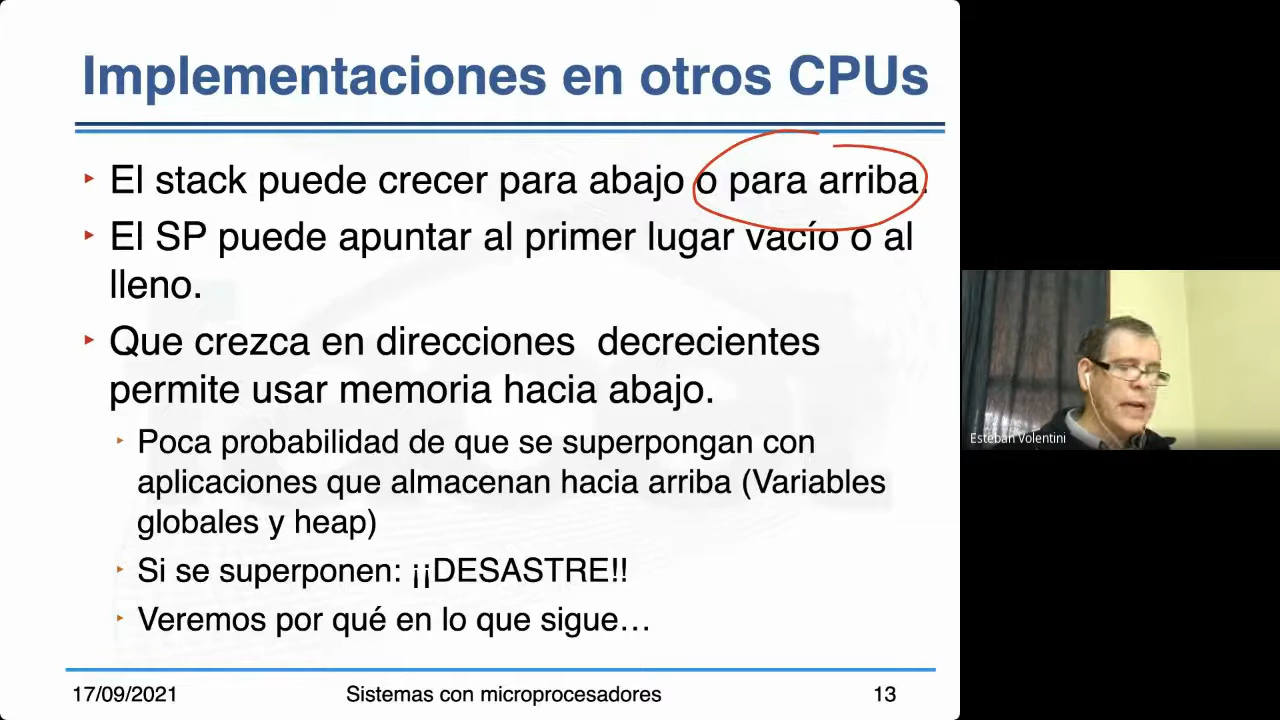 Implementaciones en otros CPUs
‣ El stack puede crecer para abajo o para arriba.
‣ El SP puede apuntar al primer lugar vacío o al
lleno.
‣ Que crezca en direcciones  decrecientes
permite usar memoria hacia abajo.
‣ Poca probabilidad de que se superpongan con
aplicaciones que almacenan hacia arriba (Variables
globales y heap)
‣ Si se superponen: ¡¡DESASTRE!!
‣ Veremos por qué en lo que sigue…
17/09/2021 Sistemas con microprocesadores 13
Esteban Volentini